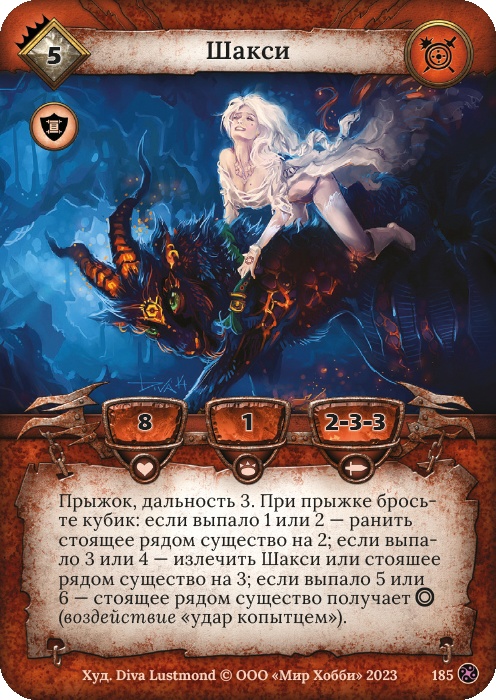 5
Шакси
DIVA
8
1
2-3-3
Прыжок, дальность 3. При прыжке брось-
те кубик: если выпало 1 или 2 — ранить
стоящее рядом существо на 2; если выпа-
ло 3 или 4 — излечить Шакси или стояшее
рядом существо на 3; если выпало 5 или
6 — стоящее рядом существо получает
(воздействие «удар копытцем»).
Худ. Diva Lustmond © ООО «Мир Хобби» 2023
185